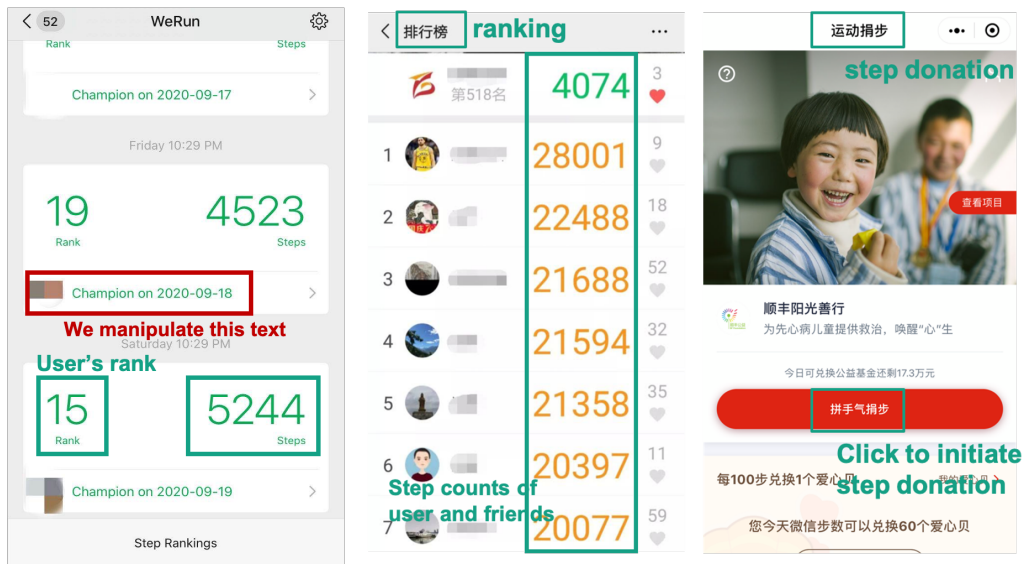 52
WeRun
Rank
Steps
Champion on 2020-09-17
Friday 10:29 PM
19
4523
Rank
Steps
Champion on 2020-09-18
We manipulate this text
Saturday 10:29 PM
User's rank
15
5244
Rank
Steps
Champion on 2020-09-19
Step Rankings
排行榜
ranking
4074
3
第518名
1
28001
9
2
22488
18
3
21688
52
4
21594
32
5
21358
35
6
20397
11
Step counts of
user and friends
7
20077
59
运动捐步
step donation
查看项目
顺丰阳光善行
为先心病儿童提供救治，唤醒“心”生
今日可兑换公益基金还剩17.3万元
拼手气捐步
Click to initiate
step donation
每100步兑换1个爱心贝
我的爱心贝
您今天微信步数可以兑换60个爱心贝